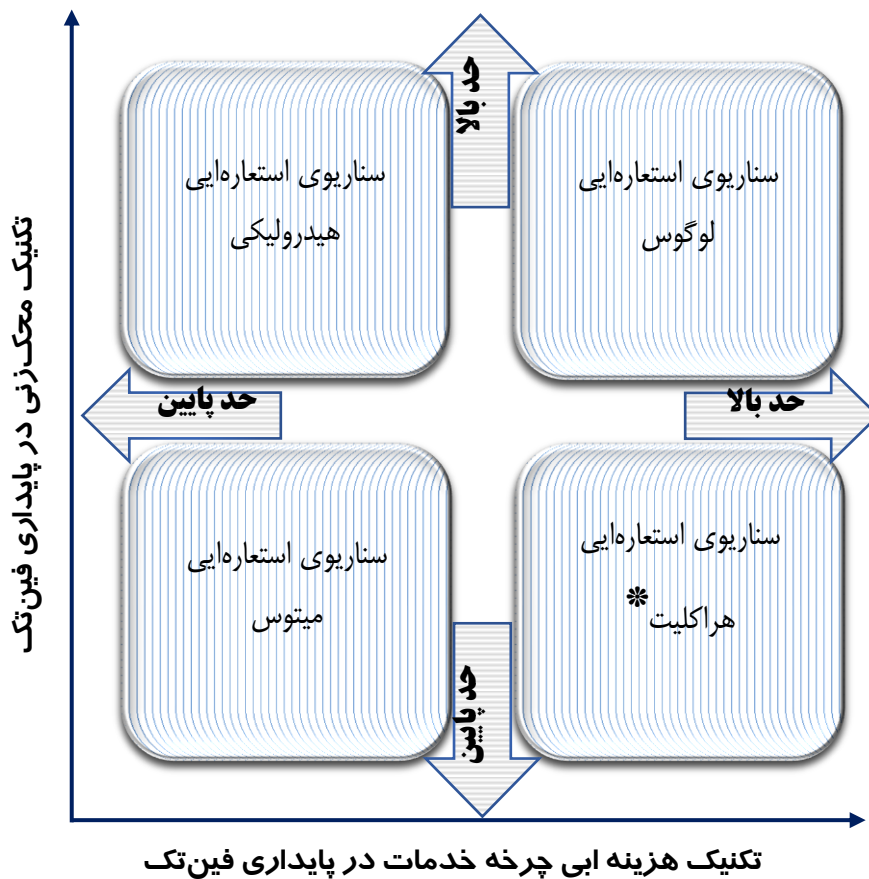 حد بالا
سناریوی استعاره‌ایی
لوگوس
سناریوی استعاره‌ایی
هیدرولیکی
تکنیک محک‌زنی در پایداری فین‌تک
حد بالا
حد پایین
سناریوی استعاره‌ایی
هراکلیت*
سناریوی استعاره‌ایی
میتوس
حد پایین
تکنیک هزینه ابی چرخه خدمات در پایداری فین‌تک